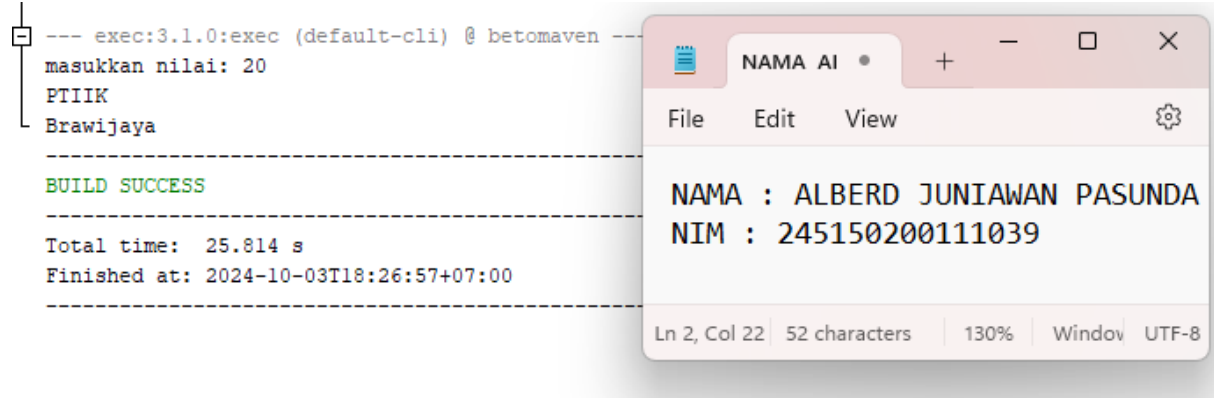 --- exec:3.1.0:exec (default-cli) @ betomaven ---
masukkan nilai: 20
PTIIK
Brawijaya
------------------------------------------------
BUILD SUCCESS
------------------------------------------------
Total time:  25.814 s
Finished at: 2024-10-03T18:26:57+07:00
------------------------------------------------
NAMA AI
File Edit View
NAMA : ALBERD JUNIAWAN PASUNDA
NIM : 245150200111039
Ln 2, Col 22 52 characters 130% Window UTF-8